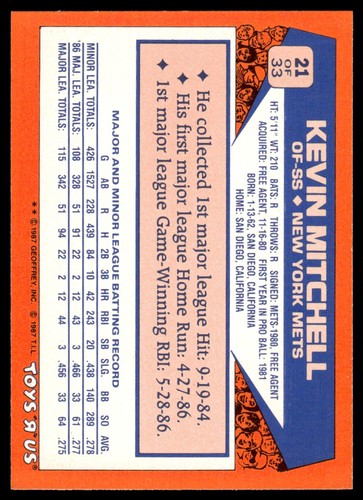 21
OF
33
KEVIN MITCHELL
OF-SS ◆ NEW YORK METS
HT: 5'11" WT: 210 BATS: R THROWS: R SIGNED: METS-1980, FREE AGENT
ACQUIRED: FREE AGENT, 11-16-80 FIRST YEAR IN PRO BALL: 1981
BORN: 1-13-62, SAN DIEGO, CALIFORNIA
HOME: SAN DIEGO, CALIFORNIA
◆ He collected 1st major league Hit: 9-19-84.
◆ His first major league Home Run: 4-27-86.
◆ 1st major league Game-Winning RBI: 5-28-86.
MAJOR AND MINOR LEAGUE BATTING RECORD
G AB R H 2B 3B HR RBI SB SLG. BB SO AVG.
MINOR LEA. TOTALS: 426 1527 228 439 84 10 42 243 20 .438 140 289 .278
'86 MAJ. LEA. TOTALS: 108 328 51 91 22 2 12 43 3 .466 33 61 .277
MAJOR LEA. TOTALS: 115 342 51 94 22 2 12 44 3 .456 33 64 .275
** © 1987 GEOFFREY, INC. © 1987 T.I.L. TOYS "R" US®